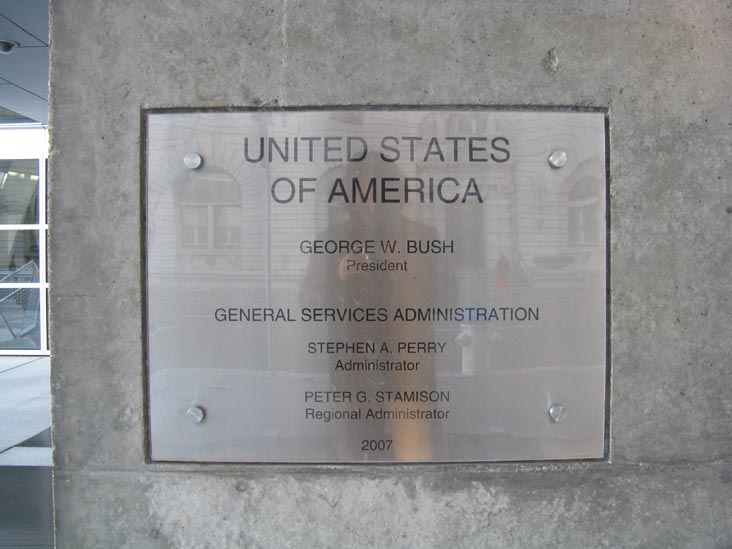 UNITED STATES
OF AMERICA
GEORGE W. BUSH
President
GENERAL SERVICES ADMINISTRATION
STEPHEN A. PERRY
Administrator
PETER G. STAMISON
Regional Administrator
2007